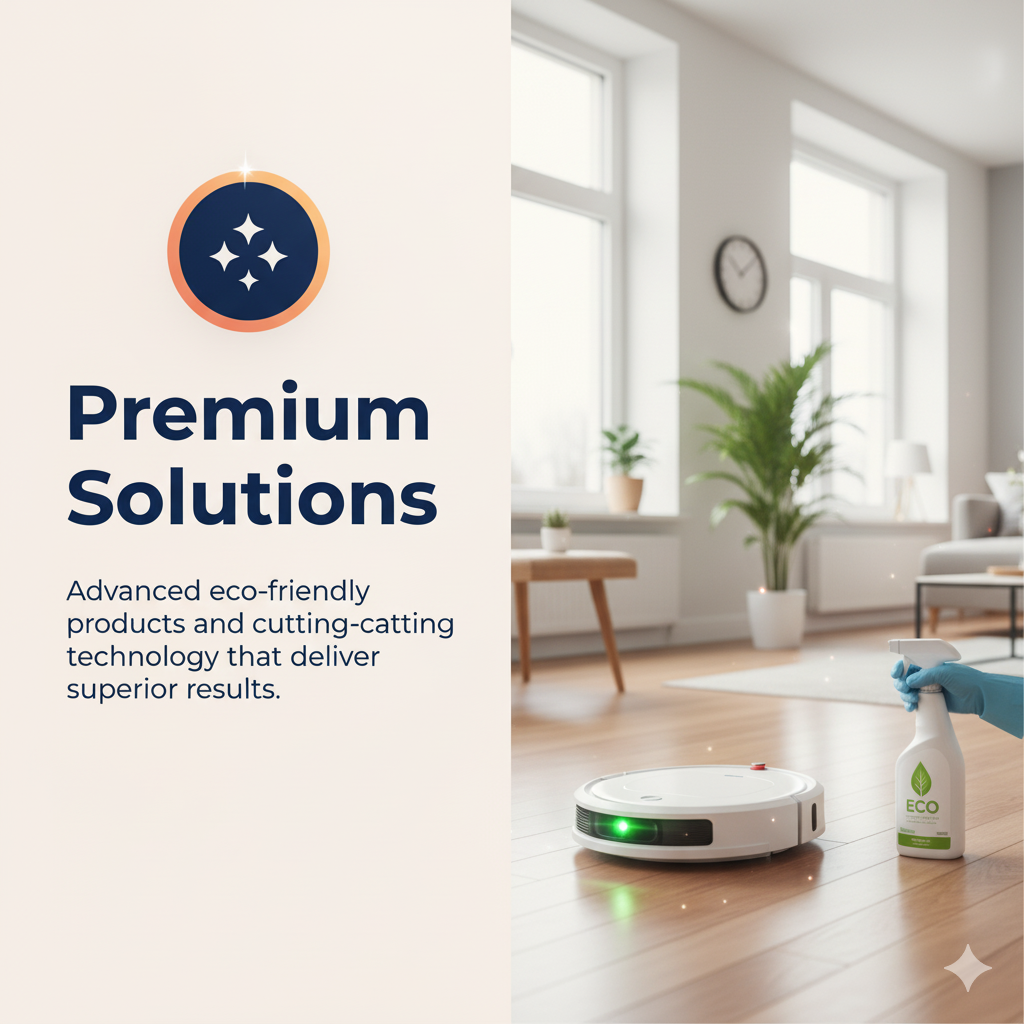 Premium
Solutions
Advanced eco-friendly
products and cutting-catting
technology that deliver
superior results.
ECO